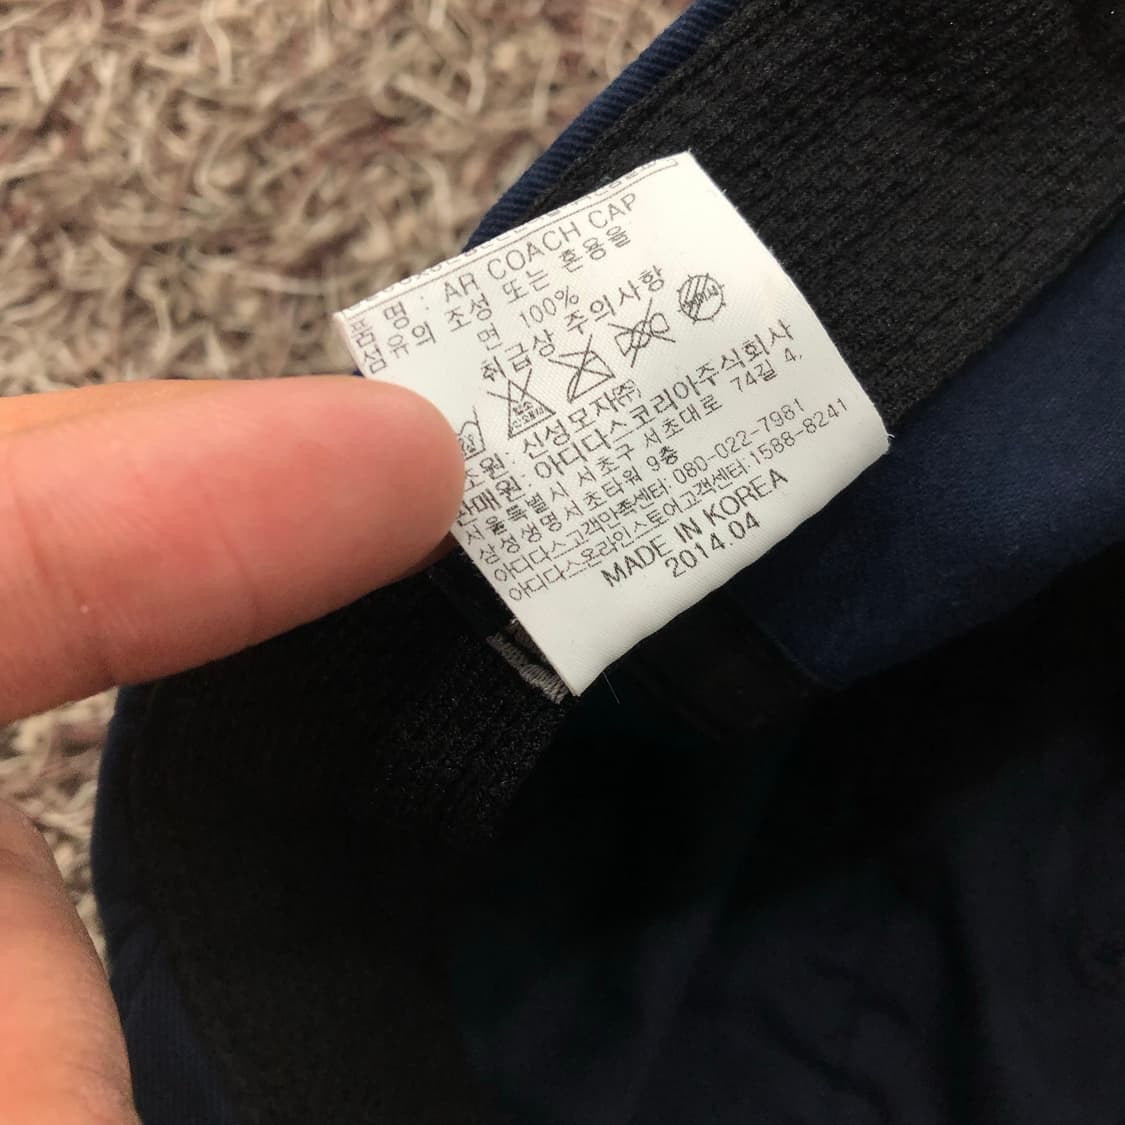 품 명 : AR COACH CAP
섬유의 조성 또는 혼용율
면 100%
취급상 주의사항
신성모자(주)
판매원 아디다스코리아주식회사
서울특별시 서초구 서초대로 74길 4,
삼성생명서초타워 9층
아디다스고객만족센터: 080-022-7981
아디다스온라인스토어고객센터:1588-8241
MADE IN KOREA
2014.04